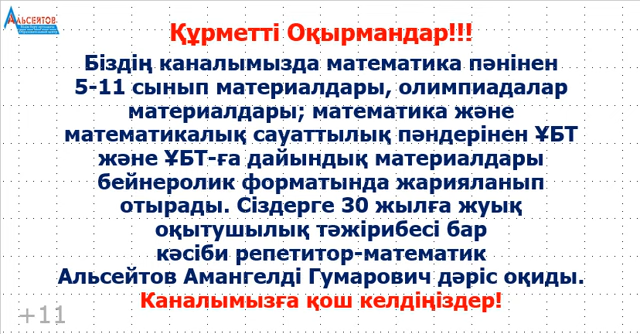 АЛЬСЕЙТОВ
Құрметті Оқырмандар!!!
Біздің каналымызда математика пәнінен
5-11 сынып материалдары, олимпиадалар
материалдары; математика және
математикалық сауаттылық пәндерінен ҰБТ
және ҰБТ-ға дайындық материалдары
бейнеролик форматында жарияланып
отырады. Сіздерге 30 жылға жуық
оқытушылық тәжірибесі бар
кәсіби репетитор-математик
Альсейтов Амангелді Гумарович дәріс оқиды.
Каналымызға қош келдіңіздер!
+11